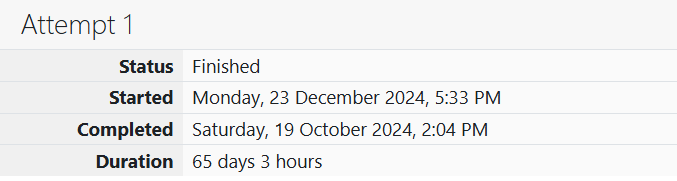 Attempt 1
Status Finished
Started Monday, 23 December 2024, 5:33 PM
Completed Saturday, 19 October 2024, 2:04 PM
Duration 65 days 3 hours